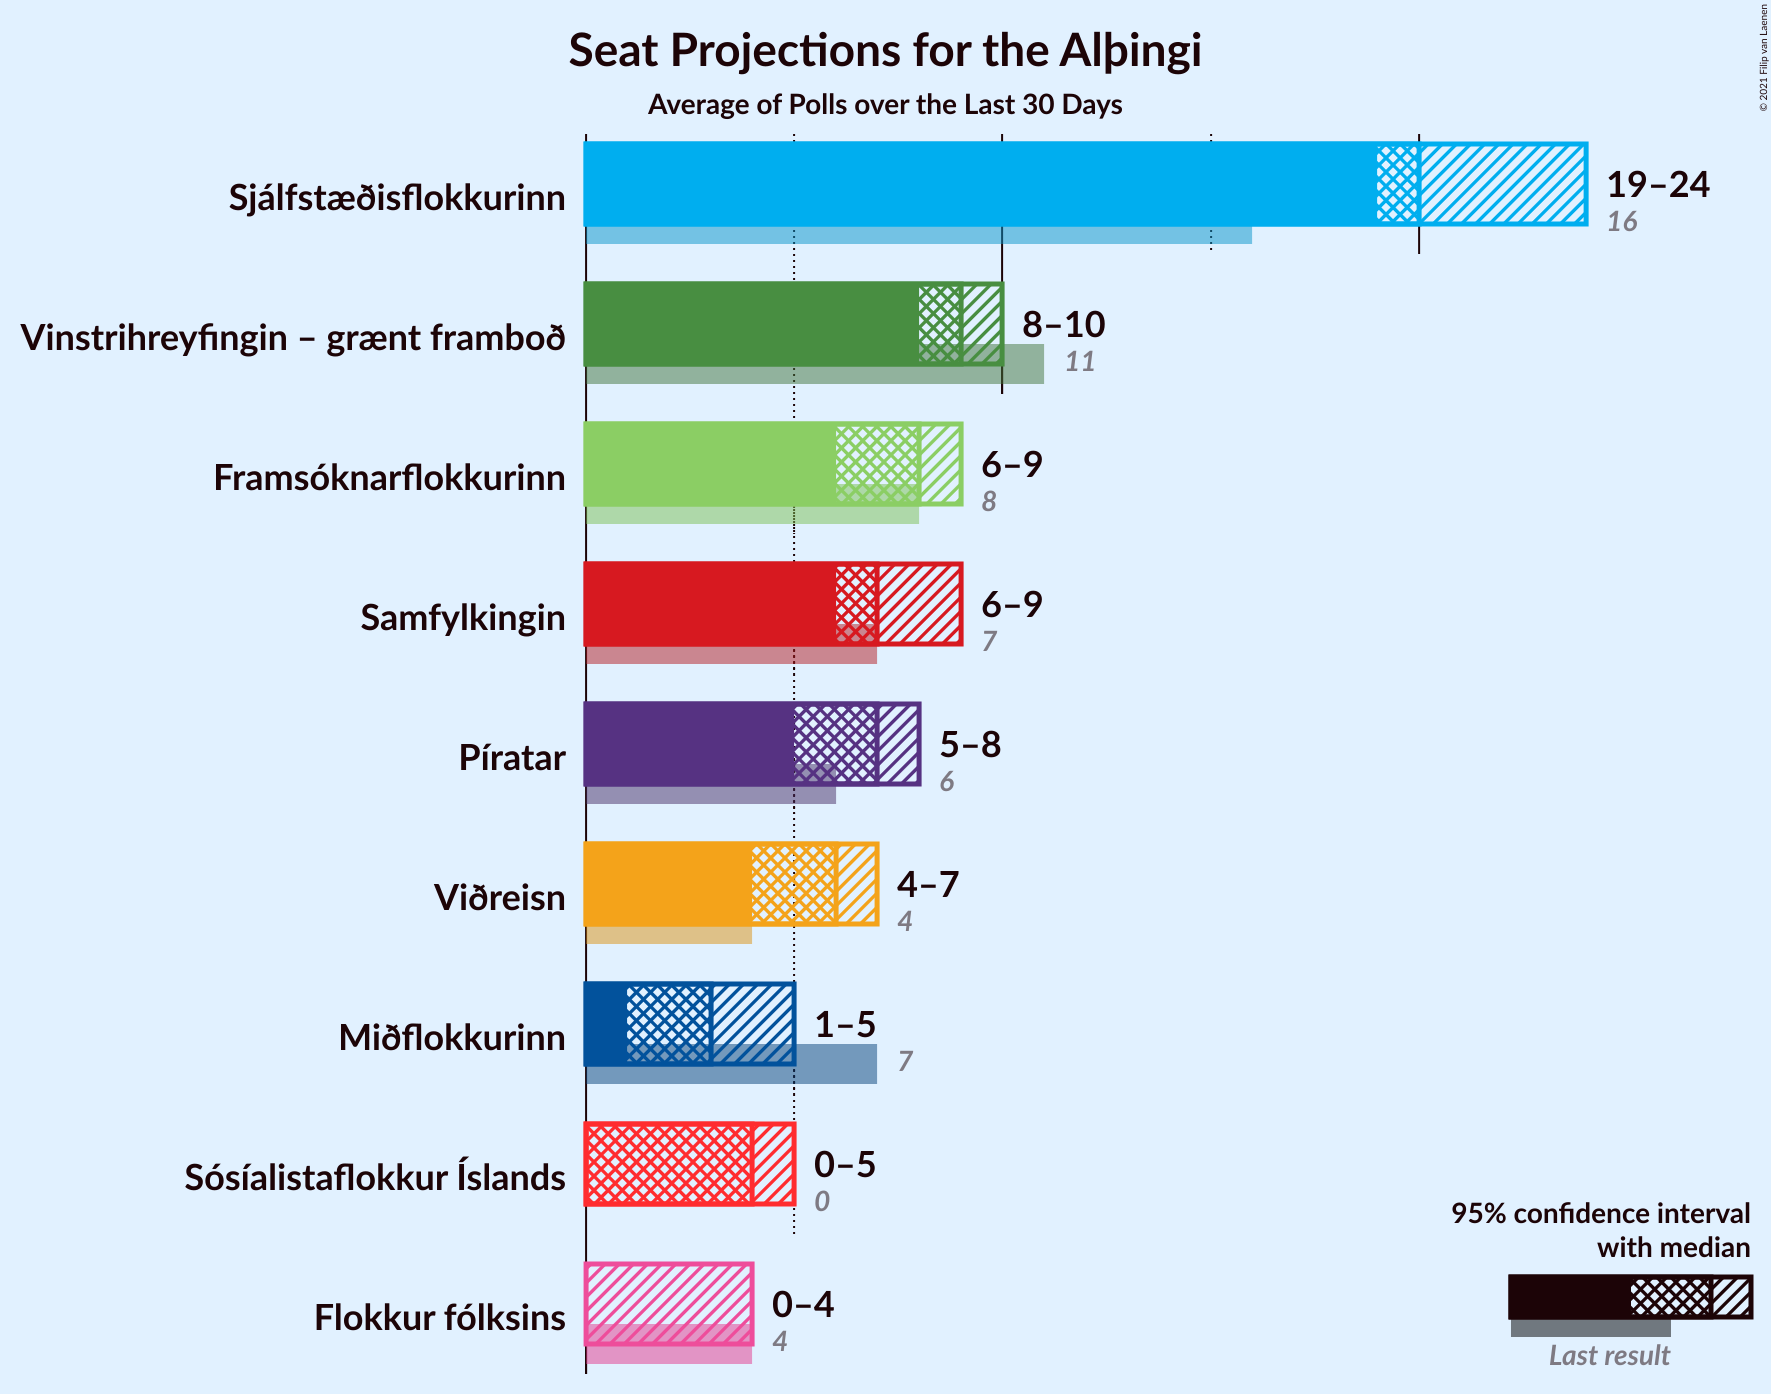 Seat Projections for the Alþingi
Average of Polls over the Last 30 Days
© 2021 Filip van Laenen
Sjálfstæðisflokkurinn
19–24
16
Vinstrihreyfingin – grænt framboð
8–10
11
Framsóknarflokkurinn
6–9
8
Samfylkingin
6–9
7
Píratar
5–8
6
Viðreisn
4–7
4
Miðflokkurinn
1–5
7
Sósíalistaflokkur Íslands
0–5
0
Flokkur fólksins
0–4
4
95% confidence interval
with median
Last result